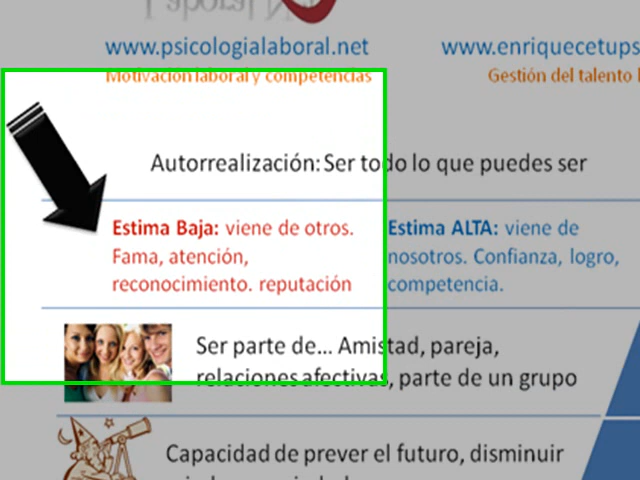 www.psicologialaboral.net
www.enriquecetups
Motivación laboral y competencias
Gestión del talento l
Autorrealización: Ser todo lo que puedes ser
Estima Baja: viene de otros.
Fama, atención,
reconocimiento. reputación
Estima ALTA: viene de
nosotros. Confianza, logro,
competencia.
Ser parte de... Amistad, pareja,
relaciones afectivas, parte de un grupo
Capacidad de prever el futuro, disminuir